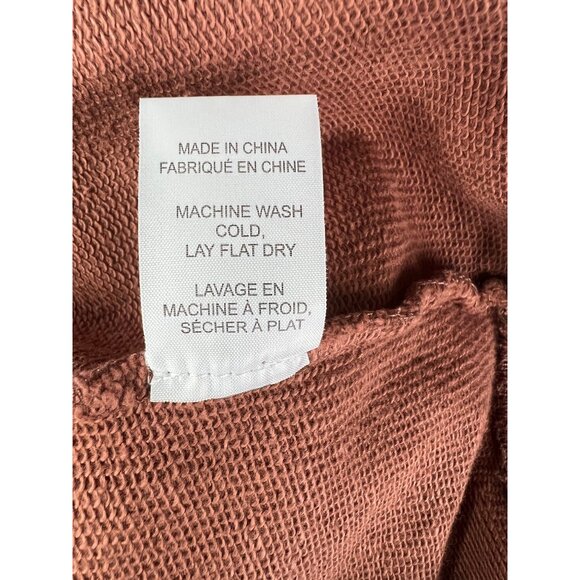 MADE IN CHINA
FABRIQUÉ EN CHINE
MACHINE WASH
COLD,
LAY FLAT DRY
LAVAGE EN
MACHINE À FROID,
SÉCHER À PLAT